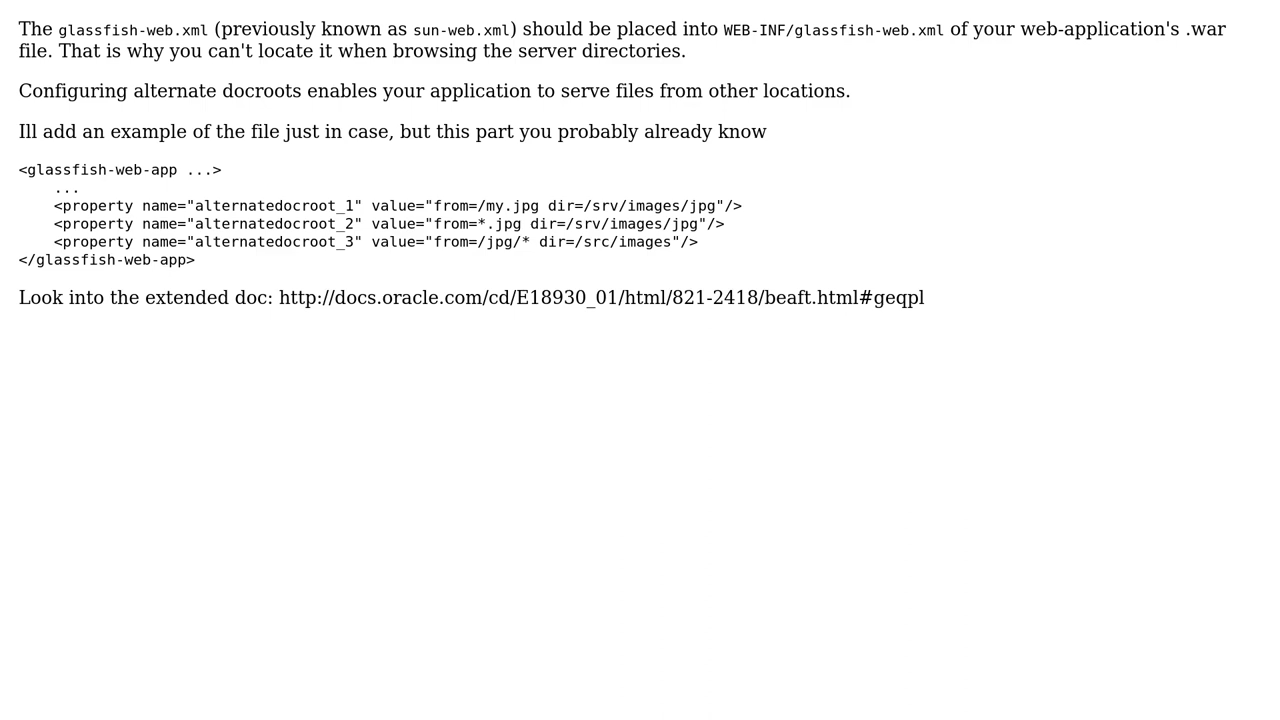 The glassfish-web.xml (previously known as sun-web.xml) should be placed into WEB-INF/glassfish-web.xml of your web-application's .war
file. That is why you can't locate it when browsing the server directories.
Configuring alternate docroots enables your application to serve files from other locations.
Ill add an example of the file just in case, but this part you probably already know
<glassfish-web-app ...>
    ...
    <property name="alternatedocroot_1" value="from=/my.jpg dir=/srv/images/jpg"/>
    <property name="alternatedocroot_2" value="from=*.jpg dir=/srv/images/jpg"/>
    <property name="alternatedocroot_3" value="from=/jpg/* dir=/src/images"/>
</glassfish-web-app>
Look into the extended doc: http://docs.oracle.com/cd/E18930_01/html/821-2418/beaft.html#geqpl